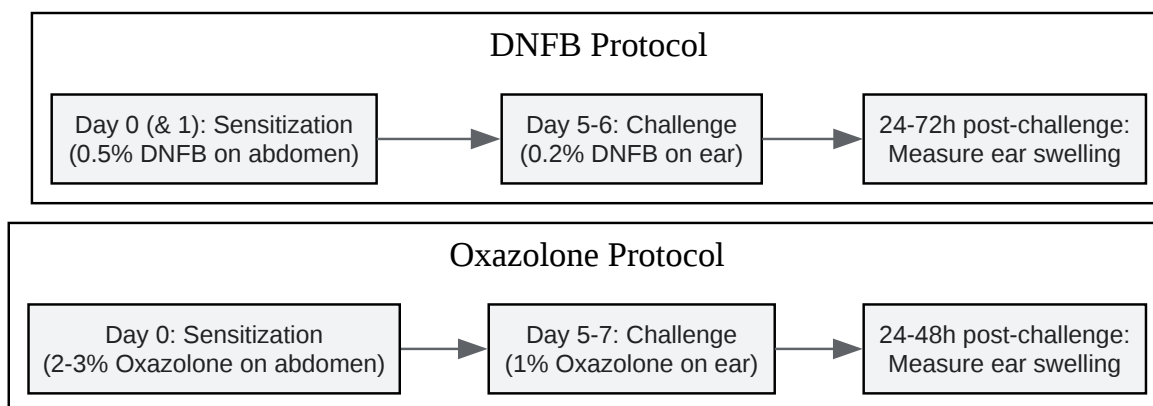 DNFB Protocol
Day 0 (& 1): Sensitization
(0.5% DNFB on abdomen)
Day 5-6: Challenge
(0.2% DNFB on ear)
24-72h post-challenge:
Measure ear swelling
Oxazolone Protocol
Day 0: Sensitization
(2-3% Oxazolone on abdomen)
Day 5-7: Challenge
(1% Oxazolone on ear)
24-48h post-challenge:
Measure ear swelling